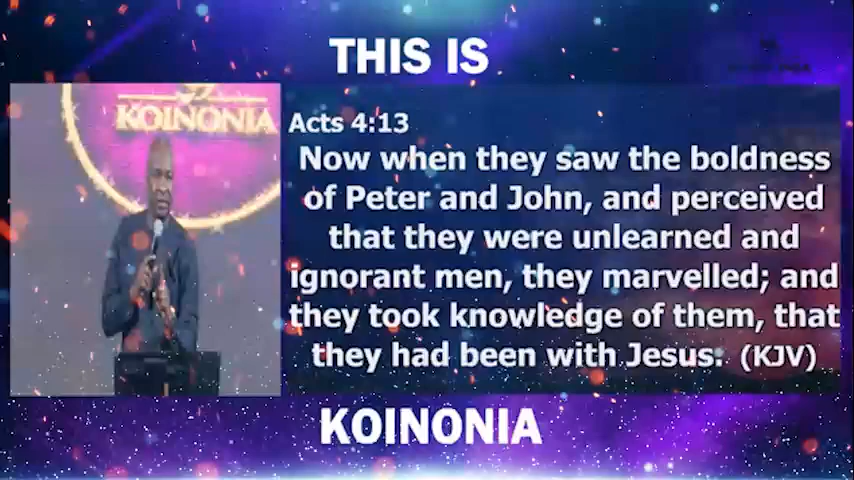 THIS IS
KOINONIA
Acts 4:13
Now when they saw the boldness
of Peter and John, and perceived
that they were unlearned and
ignorant men, they marvelled; and
they took knowledge of them, that
they had been with Jesus. (KJV)
KOINONIA